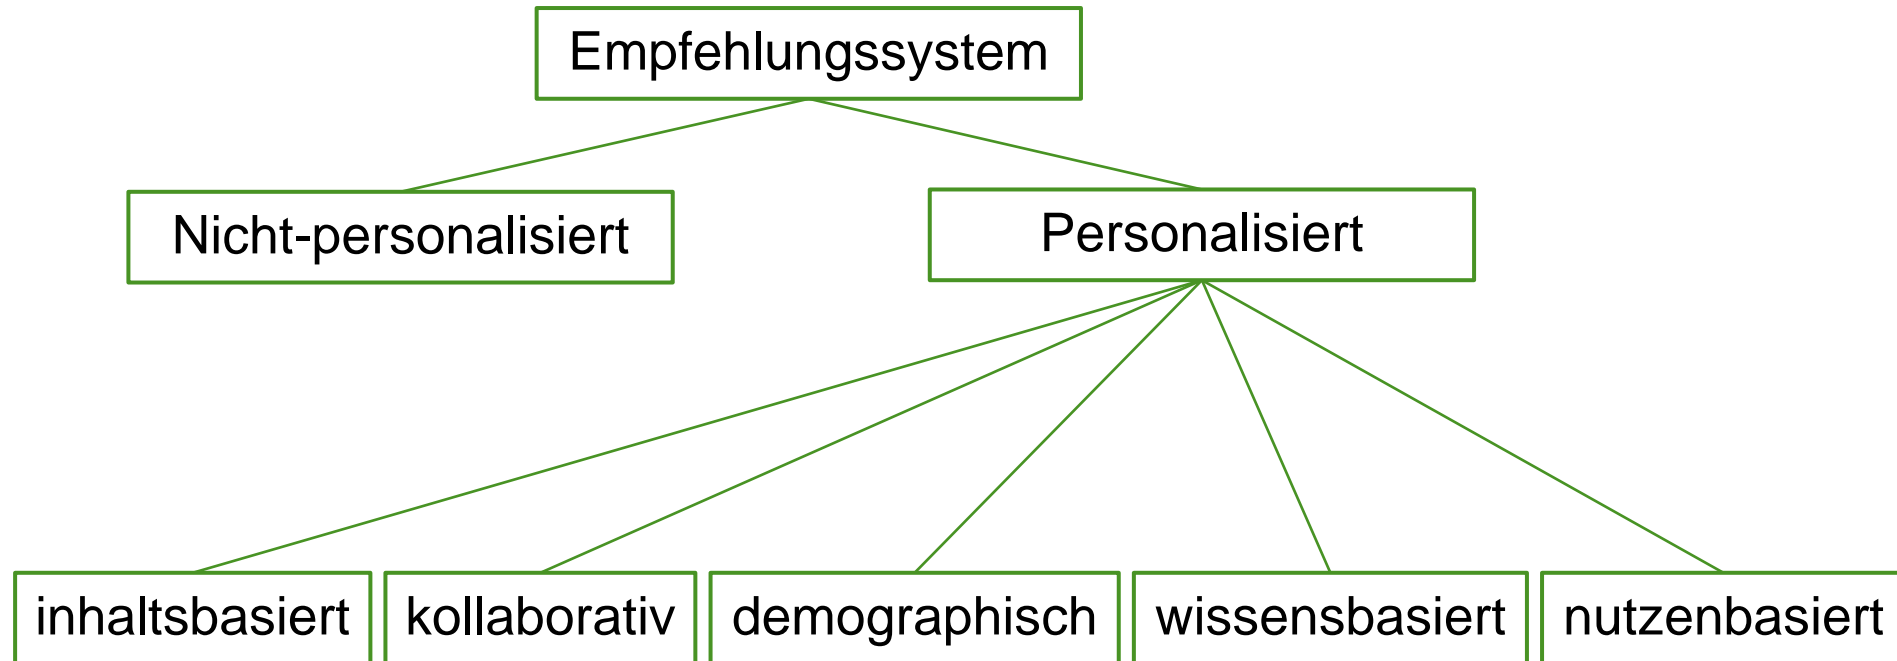 Empfehlungssystem
Nicht-personalisiert
Personalisiert
inhaltsbasiert
kollaborativ
demographisch
wissensbasiert
nutzenbasiert